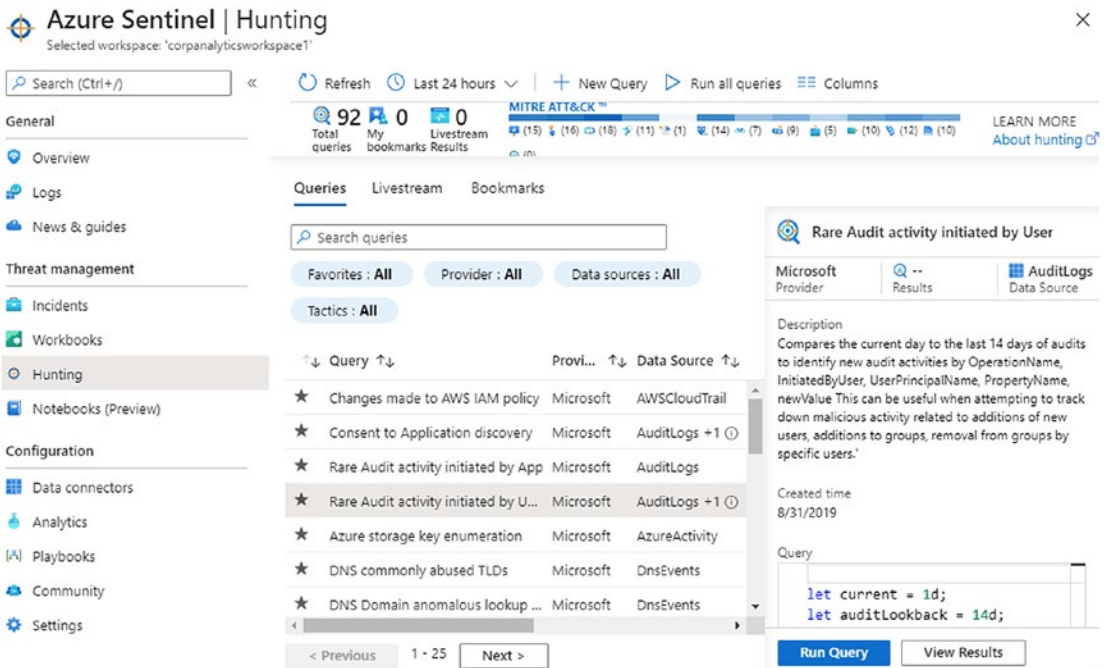 Azure Sentinel | Hunting
Selected workspace: 'corpanalyticsworkspace1'
Search (Ctrl+/)
«
General
Overview
Logs
News & guides
Threat management
Incidents
Workbooks
Hunting
Notebooks (Preview)
Configuration
Data connectors
Analytics
Playbooks
Community
Settings
Refresh Last 24 hours New Query Run all queries Columns
92 Total queries
0 My bookmarks
0 Livestream Results
MITRE ATT&CK ™
(15) (16) (18) (11) (1) (14) (7) (9) (5) (10) (12) (10)
(0)
LEARN MORE
About hunting
Queries Livestream Bookmarks
Search queries
Favorites : All Provider : All Data sources : All
Tactics : All
Query Provi... Data Source
Changes made to AWS IAM policy Microsoft AWSCloudTrail
Consent to Application discovery Microsoft AuditLogs +1
Rare Audit activity initiated by App Microsoft AuditLogs
Rare Audit activity initiated by U... Microsoft AuditLogs +1
Azure storage key enumeration Microsoft AzureActivity
DNS commonly abused TLDs Microsoft DnsEvents
DNS Domain anomalous lookup ... Microsoft DnsEvents
< Previous 1 - 25 Next >
Rare Audit activity initiated by User
Microsoft -- AuditLogs
Provider Results Data Source
Description
Compares the current day to the last 14 days of audits
to identify new audit activities by OperationName,
InitiatedByUser, UserPrincipalName, PropertyName,
newValue This can be useful when attempting to track
down malicious activity related to additions of new
users, additions to groups, removal from groups by
specific users.'
Created time
8/31/2019
Query
let current = 1d;
let auditLookback = 14d;
Run Query View Results